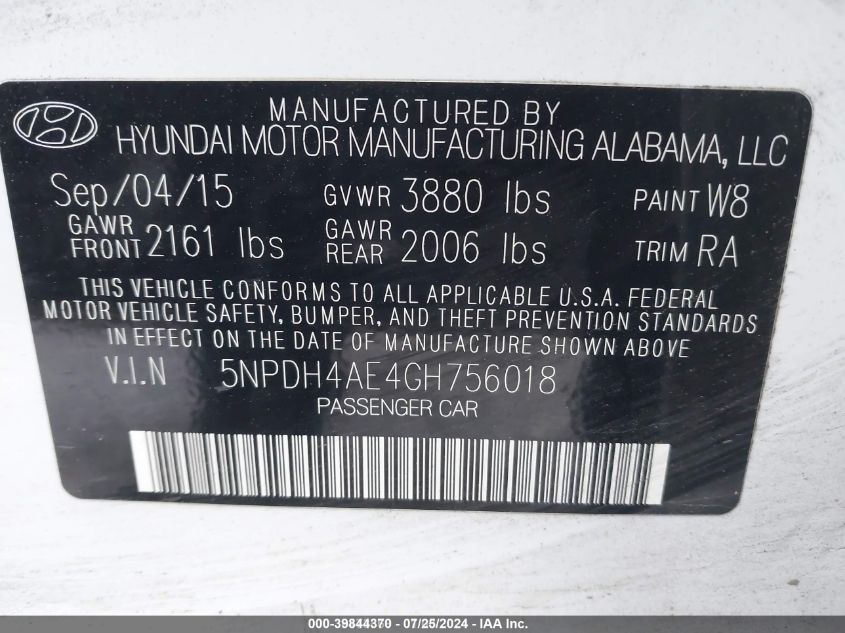 MANUFACTURED BY
HYUNDAI MOTOR MANUFACTURING ALABAMA, LLC
Sep/04/15 GVWR 3880 lbs PAINT W8
GAWR FRONT 2161 lbs GAWR REAR 2006 lbs TRIM RA
THIS VEHICLE CONFORMS TO ALL APPLICABLE U.S.A. FEDERAL
MOTOR VEHICLE SAFETY, BUMPER, AND THEFT PREVENTION STANDARDS
IN EFFECT ON THE DATE OF MANUFACTURE SHOWN ABOVE
V.I.N 5NPDH4AE4GH756018
PASSENGER CAR
000-39844370 - 07/25/2024 - IAA Inc.